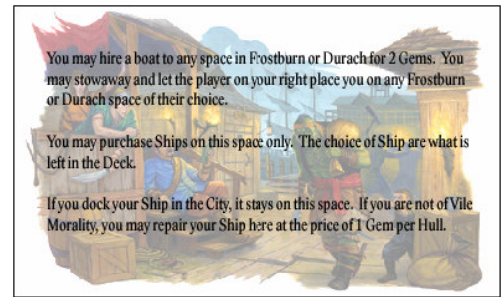 You may hire a boat to any space in Frostburn or Durach for 2 Gems. You
may stowaway and let the player on your right place you on any Frostburn
or Durach space of their choice.
You may purchase Ships on this space only. The choice of Ship are what is
left in the Deck.
If you dock your Ship in the City, it stays on this space. If you are not of Vile
Morality, you may repair your Ship here at the price of 1 Gem per Hull.